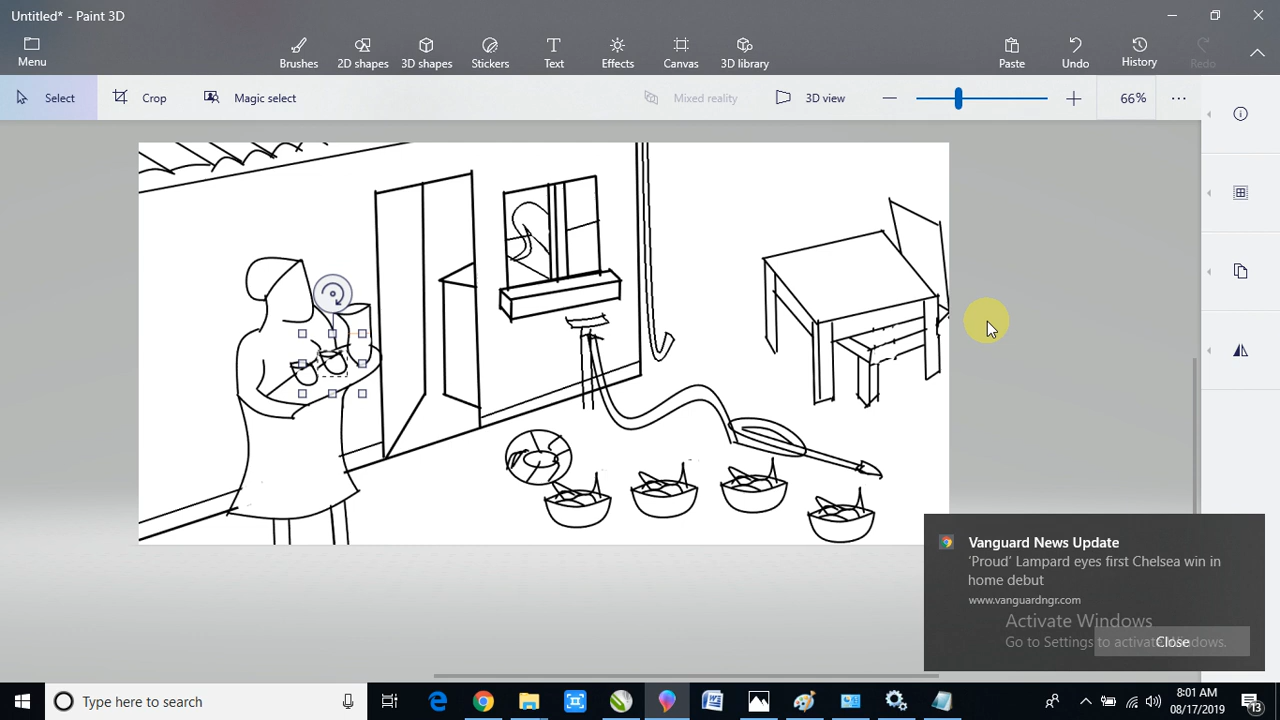 Untitled* - Paint 3D
Menu
Brushes
2D shapes
3D shapes
Stickers
Text
Effects
Canvas
3D library
Paste
Undo
History
Redo
Select
Crop
Magic select
Mixed reality
3D view
66%
Vanguard News Update
‘Proud’ Lampard eyes first Chelsea win in
home debut
www.vanguardngr.com
Activate Windows
Go to Settings to activate Windows.
Close
Type here to search
8:01 AM
08/17/2019
13